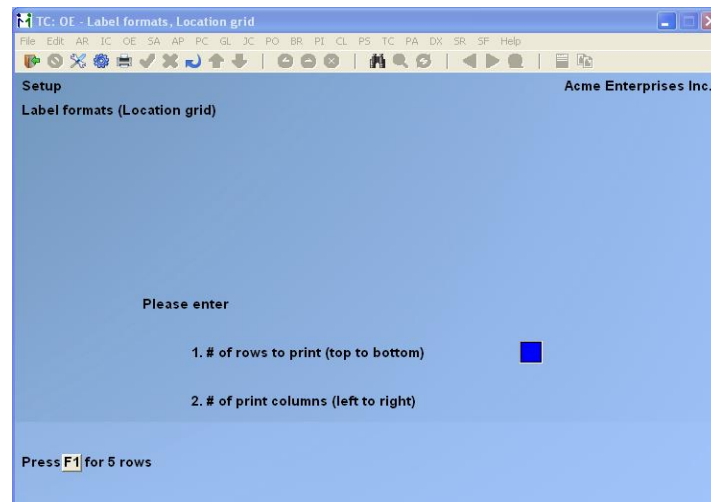 TC: OE - Label formats, Location grid
File Edit AR IC OE SA AP PC GL JC PO BR PI CL PS TC PA DX SR SF Help
Setup
Acme Enterprises Inc.
Label formats (Location grid)
Please enter
1. # of rows to print (top to bottom)
2. # of print columns (left to right)
Press F1 for 5 rows